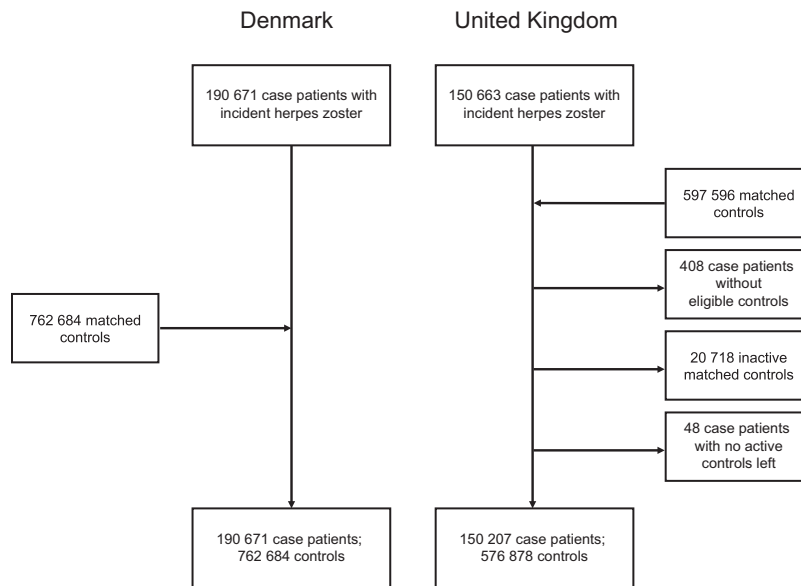 Denmark
United Kingdom
190 671 case patients with
incident herpes zoster
150 663 case patients with
incident herpes zoster
597 596 matched
controls
408 case patients
without
eligible controls
762 684 matched
controls
20 718 inactive
matched controls
48 case patients
with no active
controls left
190 671 case patients;
762 684 controls
150 207 case patients;
576 878 controls